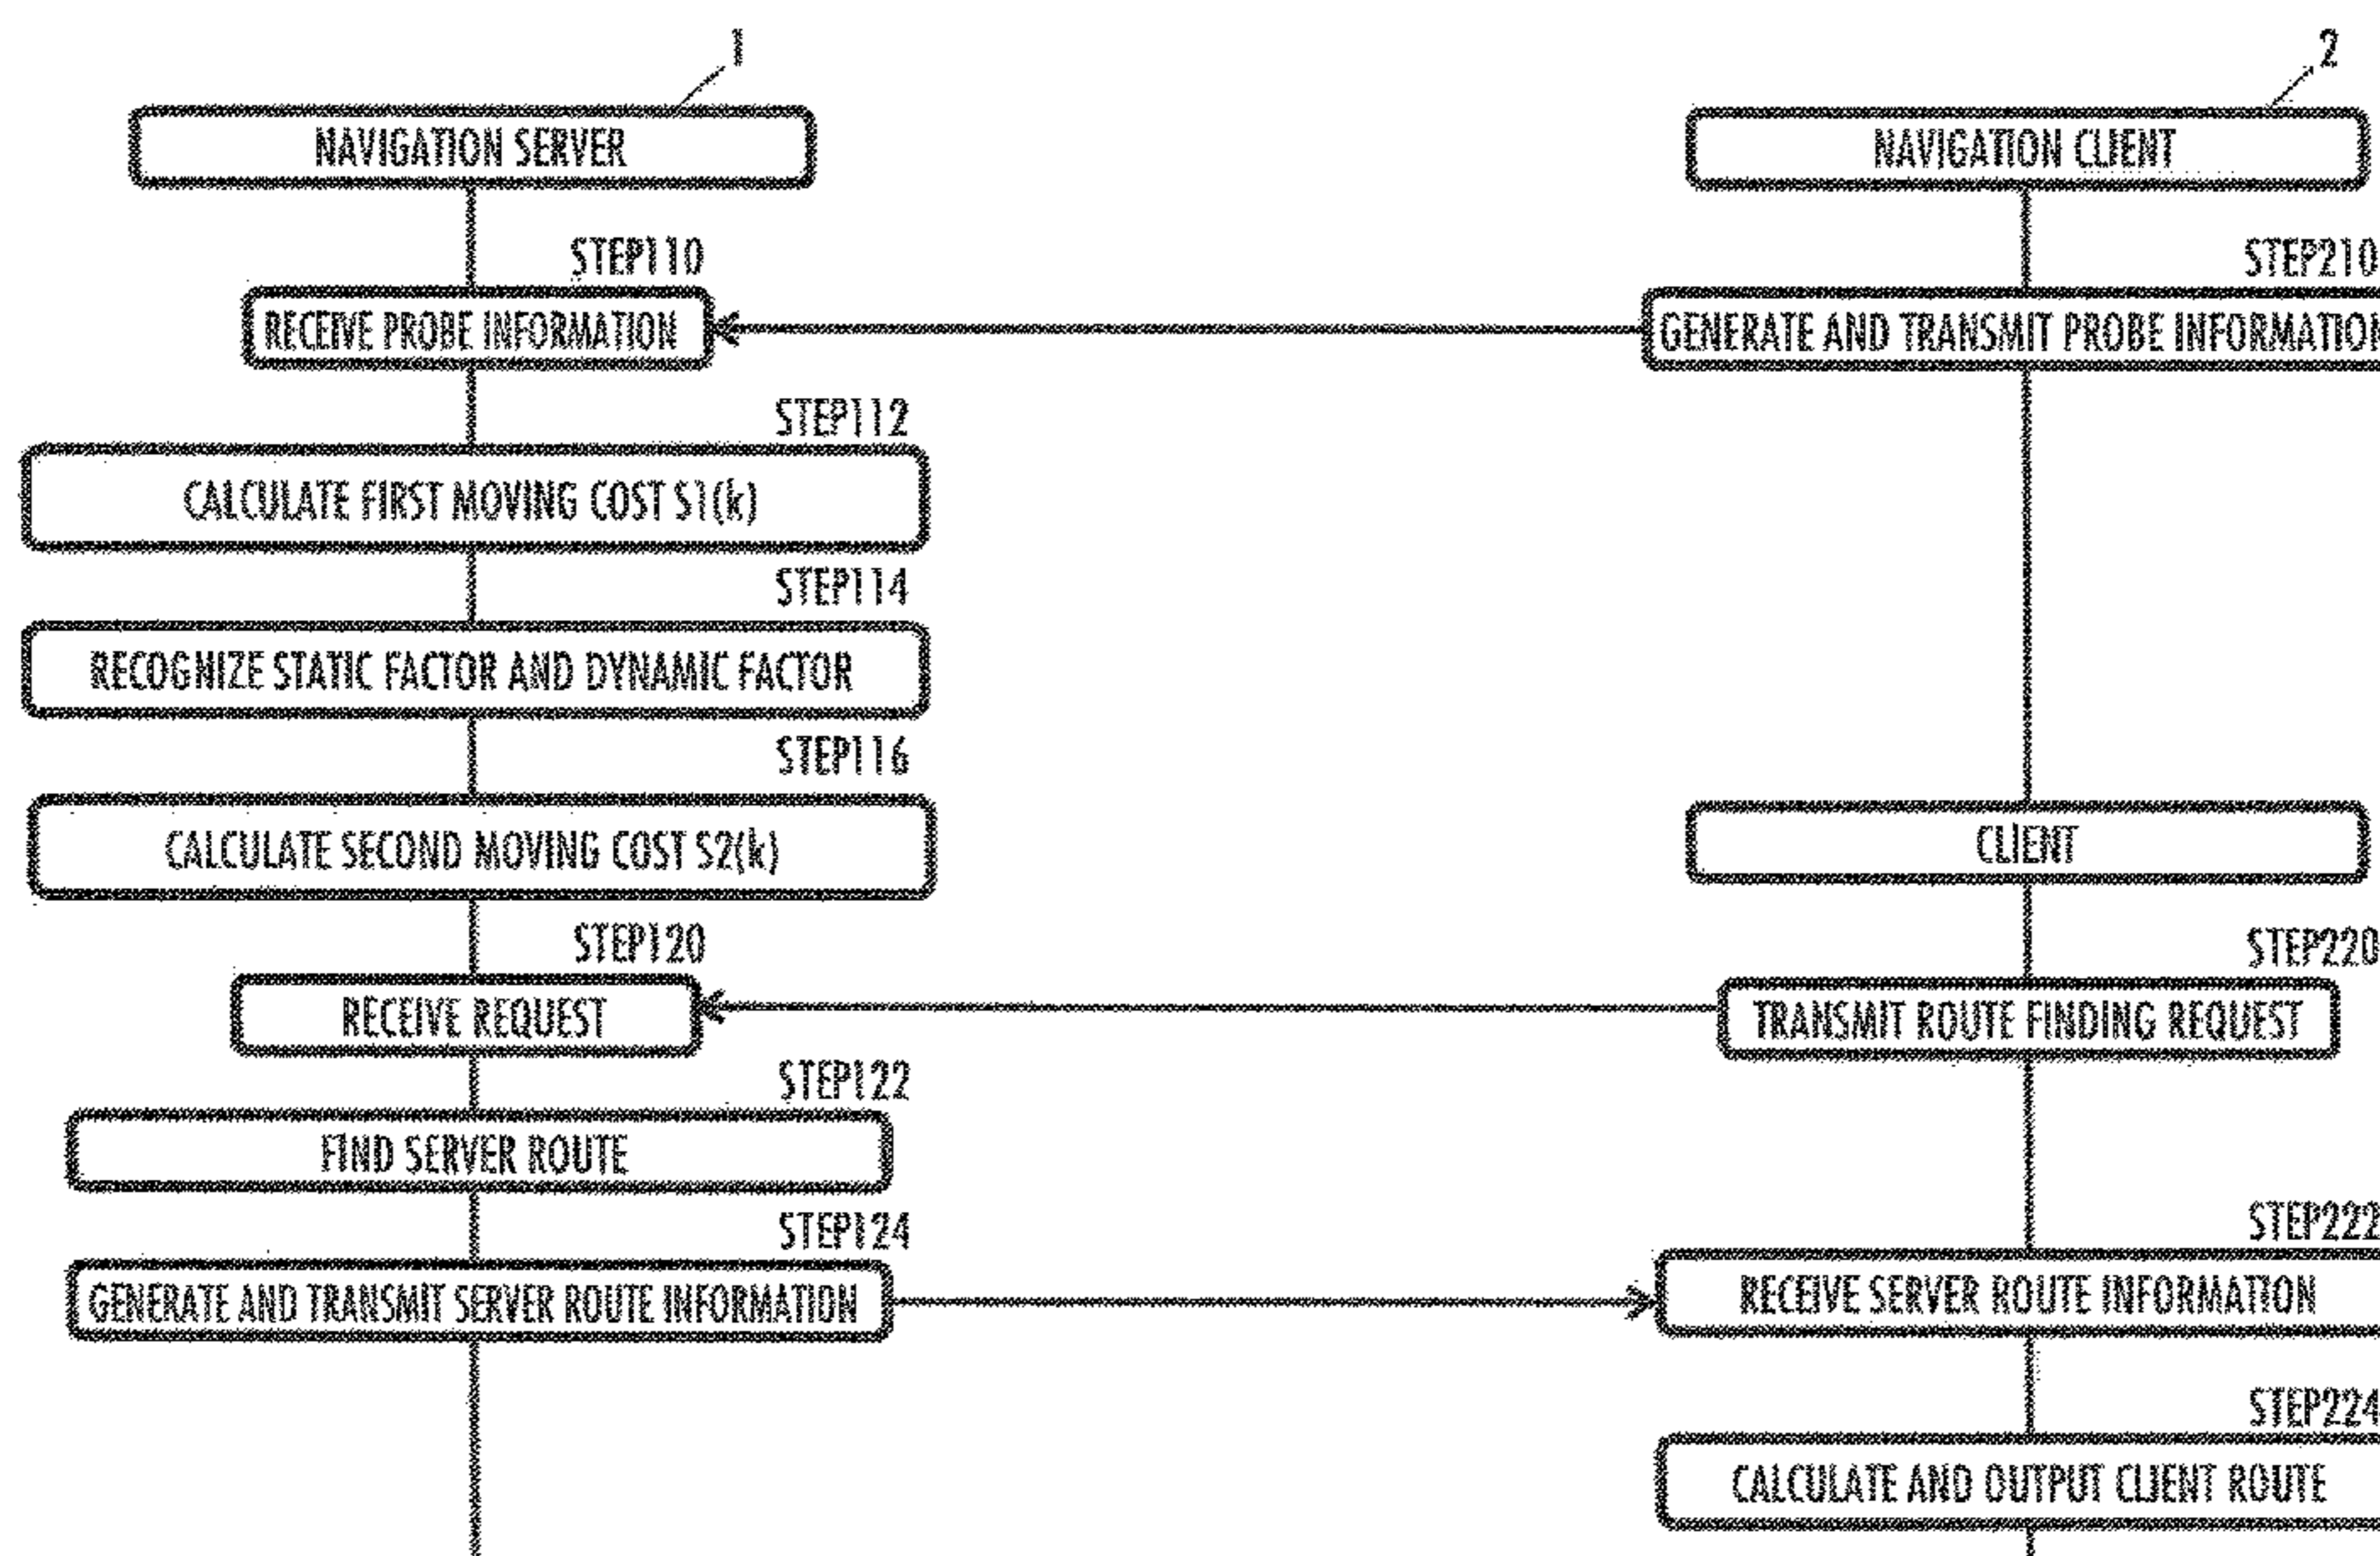 1
2
NAVIGATION SERVER
NAVIGATION CLIENT
STEP110
STEP210
RECEIVE PROBE INFORMATION
GENERATE AND TRANSMIT PROBE INFORMATION
STEP112
CALCULATE FIRST MOVING COST S1(k)
STEP114
RECOGNIZE STATIC FACTOR AND DYNAMIC FACTOR
STEP116
CALCULATE SECOND MOVING COST S2(k)
CLIENT
STEP120
STEP220
RECEIVE REQUEST
TRANSMIT ROUTE FINDING REQUEST
STEP122
FIND SERVER ROUTE
STEP124
STEP222
GENERATE AND TRANSMIT SERVER ROUTE INFORMATION
RECEIVE SERVER ROUTE INFORMATION
STEP224
CALCULATE AND OUTPUT CLIENT ROUTE